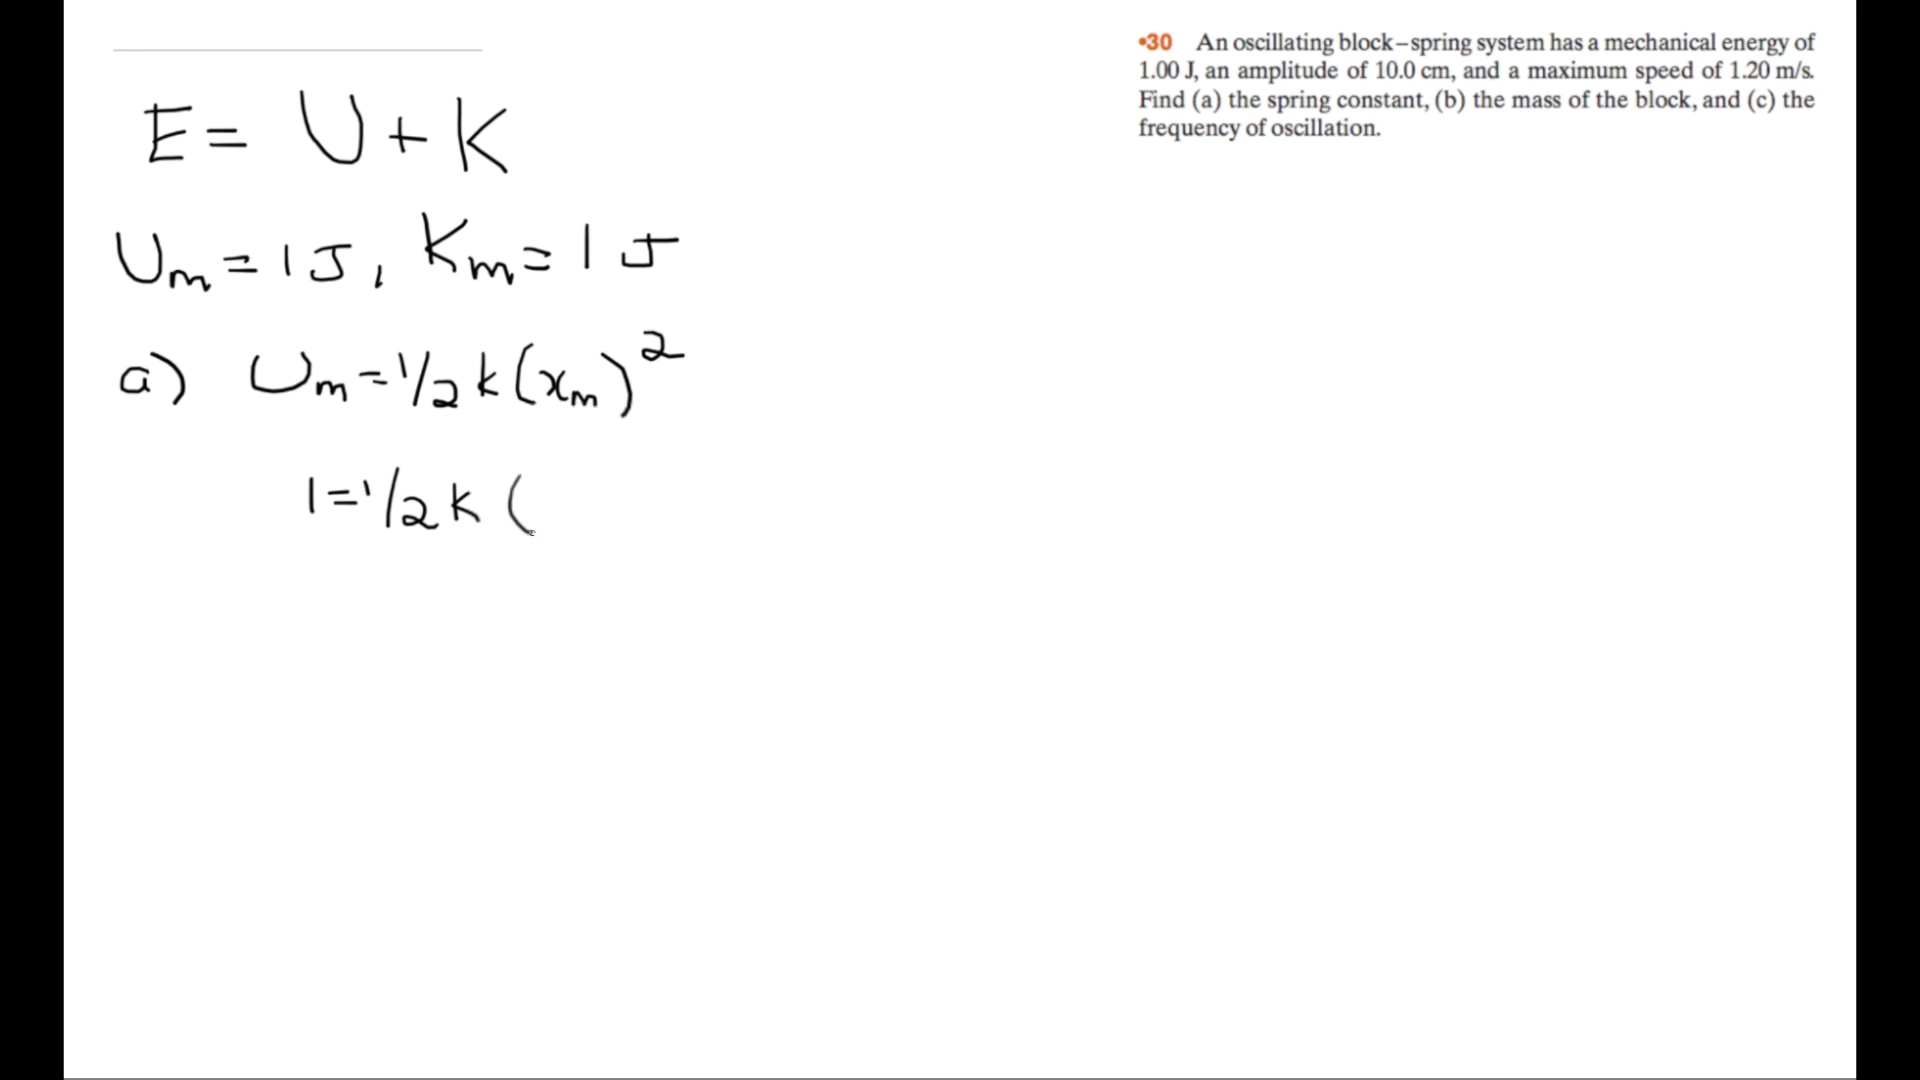 E = U + K
Um = 1 J, Km = 1 J
a) Um = 1/2 k (xm)²
1 = 1/2 k (
•30 An oscillating block–spring system has a mechanical energy of
1.00 J, an amplitude of 10.0 cm, and a maximum speed of 1.20 m/s.
Find (a) the spring constant, (b) the mass of the block, and (c) the
frequency of oscillation.